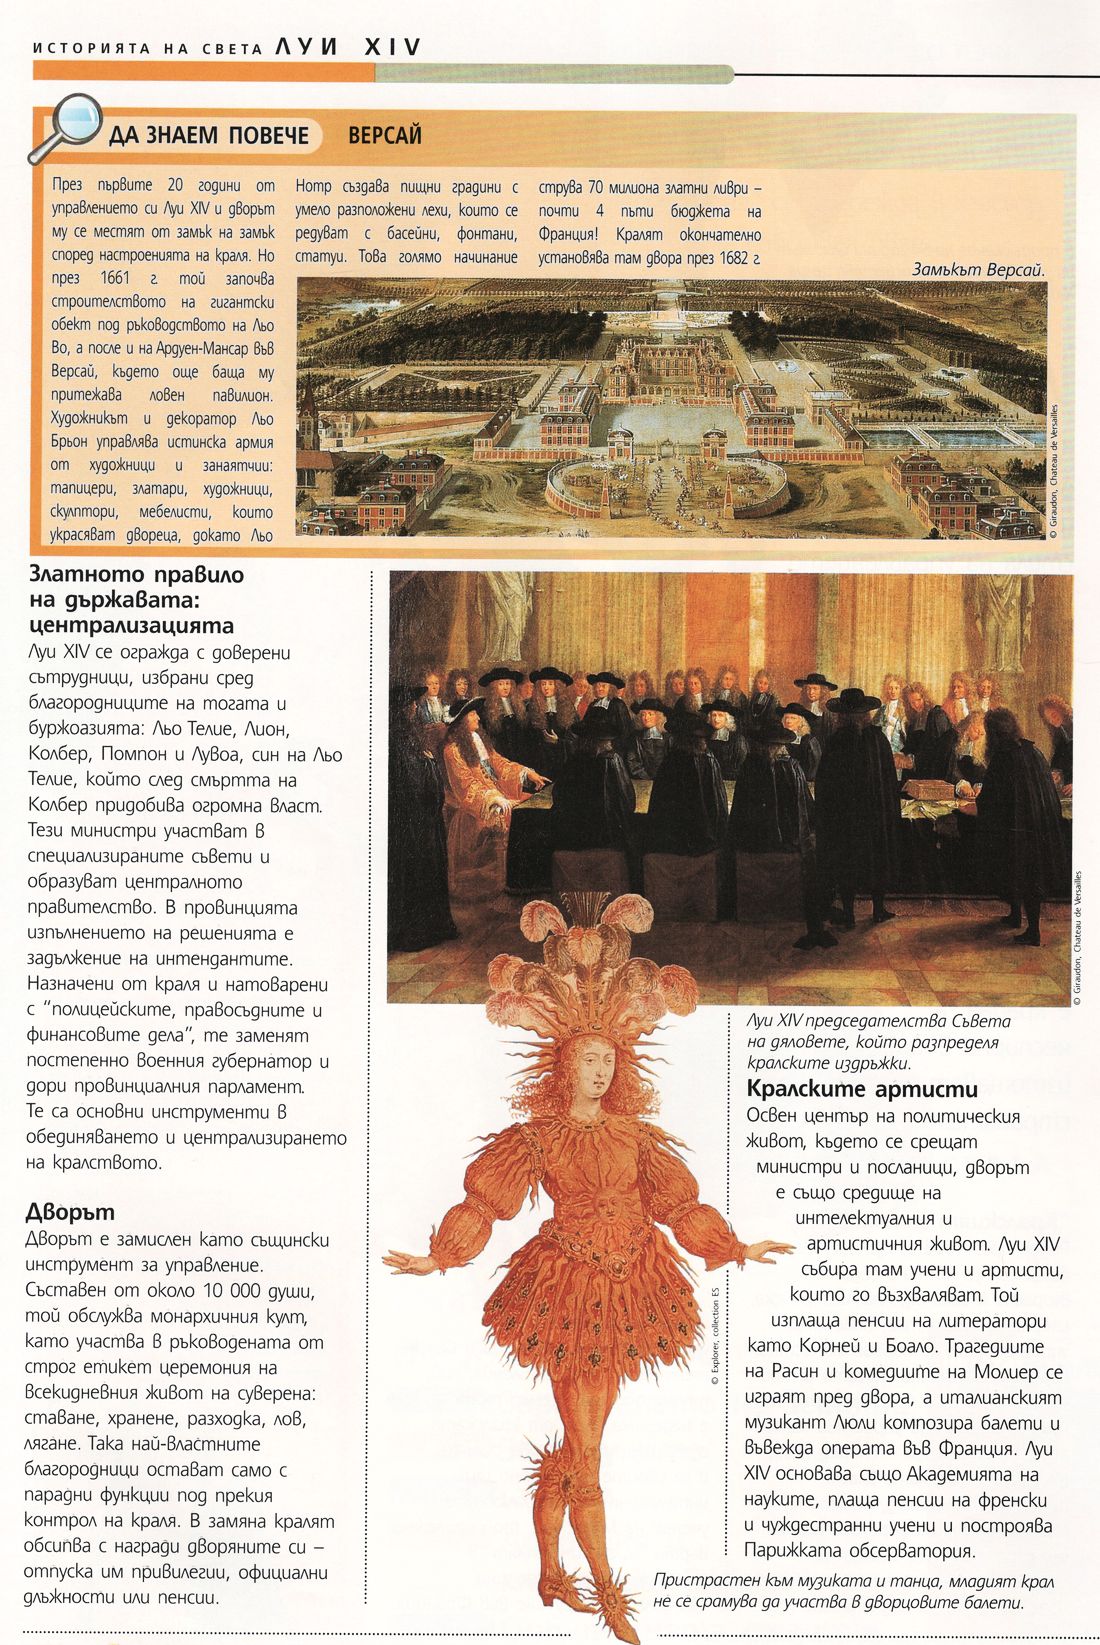 ИСТОРИЯТА НА СВЕТА ЛУИ XIV
ДА ЗНАЕМ ПОВЕЧЕ ВЕРСАЙ
През първите 20 години от
управлението си Луи XIV и дворът
му се местят от замък на замък
според настроенията на краля. Но
през 1661 г. той започва
строителството на гигантски
обект под ръководството на Льо
Во, а после и на Ардуен-Мансар във
Версай, където още баща му
притежава ловен павилион.
Художникът и декоратор Льо
Брьон управлява истинска армия
от художници и занаятчии:
тапицери, златари, художници,
скулптори, мебелисти, които
украсяват двореца, докато Льо
Нотр създава пищни градини с
умело разположени лехи, които се
редуват с басейни, фонтани,
статуи. Това голямо начинание
струва 70 милиона златни ливри –
почти 4 пъти бюджета на
Франция! Кралят окончателно
установява там двора през 1682 г.
Замъкът Версай.
© Giraudon, Chateau de Versailles
Златното правило
на държавата:
централизацията
Луи XIV се огражда с доверени
сътрудници, избрани сред
благородниците на тогата и
буржоазията: Льо Телие, Лион,
Колбер, Помпон и Лувоа, син на Льо
Телие, който след смъртта на
Колбер придобива огромна власт.
Тези министри участват в
специализираните съвети и
образуват централното
правителство. В провинцията
изпълнението на решенията е
задължение на интендантите.
Назначени от краля и натоварени
с “полицейските, правосъдните и
финансовите дела”, те заменят
постепенно военния губернатор и
дори провинциалния парламент.
Те са основни инструменти в
обединяването и централизирането
на кралството.
Дворът
Дворът е замислен като същински
инструмент за управление.
Съставен от около 10 000 души,
той обслужва монархичния култ,
като участва в ръководената от
строг етикет церемония на
всекидневния живот на суверена:
ставане, хранене, разходка, лов,
лягане. Така най-властните
благородници остават само с
парадни функции под прекия
контрол на краля. В замяна кралят
обсипва с награди дворяните си –
отпуска им привилегии, официални
длъжности или пенсии.
© Giraudon, Chateau de Versailles
Луи XIV председателства Съвета
на дяловете, който разпределя
кралските издръжки.
Кралските артисти
Освен център на политическия
живот, където се срещат
министри и посланици, дворът
е също средище на
интелектуалния и
артистичния живот. Луи XIV
събира там учени и артисти,
които го възхваляват. Той
изплаща пенсии на литератори
като Корней и Боало. Трагедиите
на Расин и комедиите на Молиер се
играят пред двора, а италианският
музикант Люли композира балети и
въвежда операта във Франция. Луи
XIV основава също Академията на
науките, плаща пенсии на френски
и чуждестранни учени и построява
Парижката обсерватория.
© Explorer, collection ES
Пристрастен към музиката и танца, младият крал
не се срамува да участва в дворцовите балети.